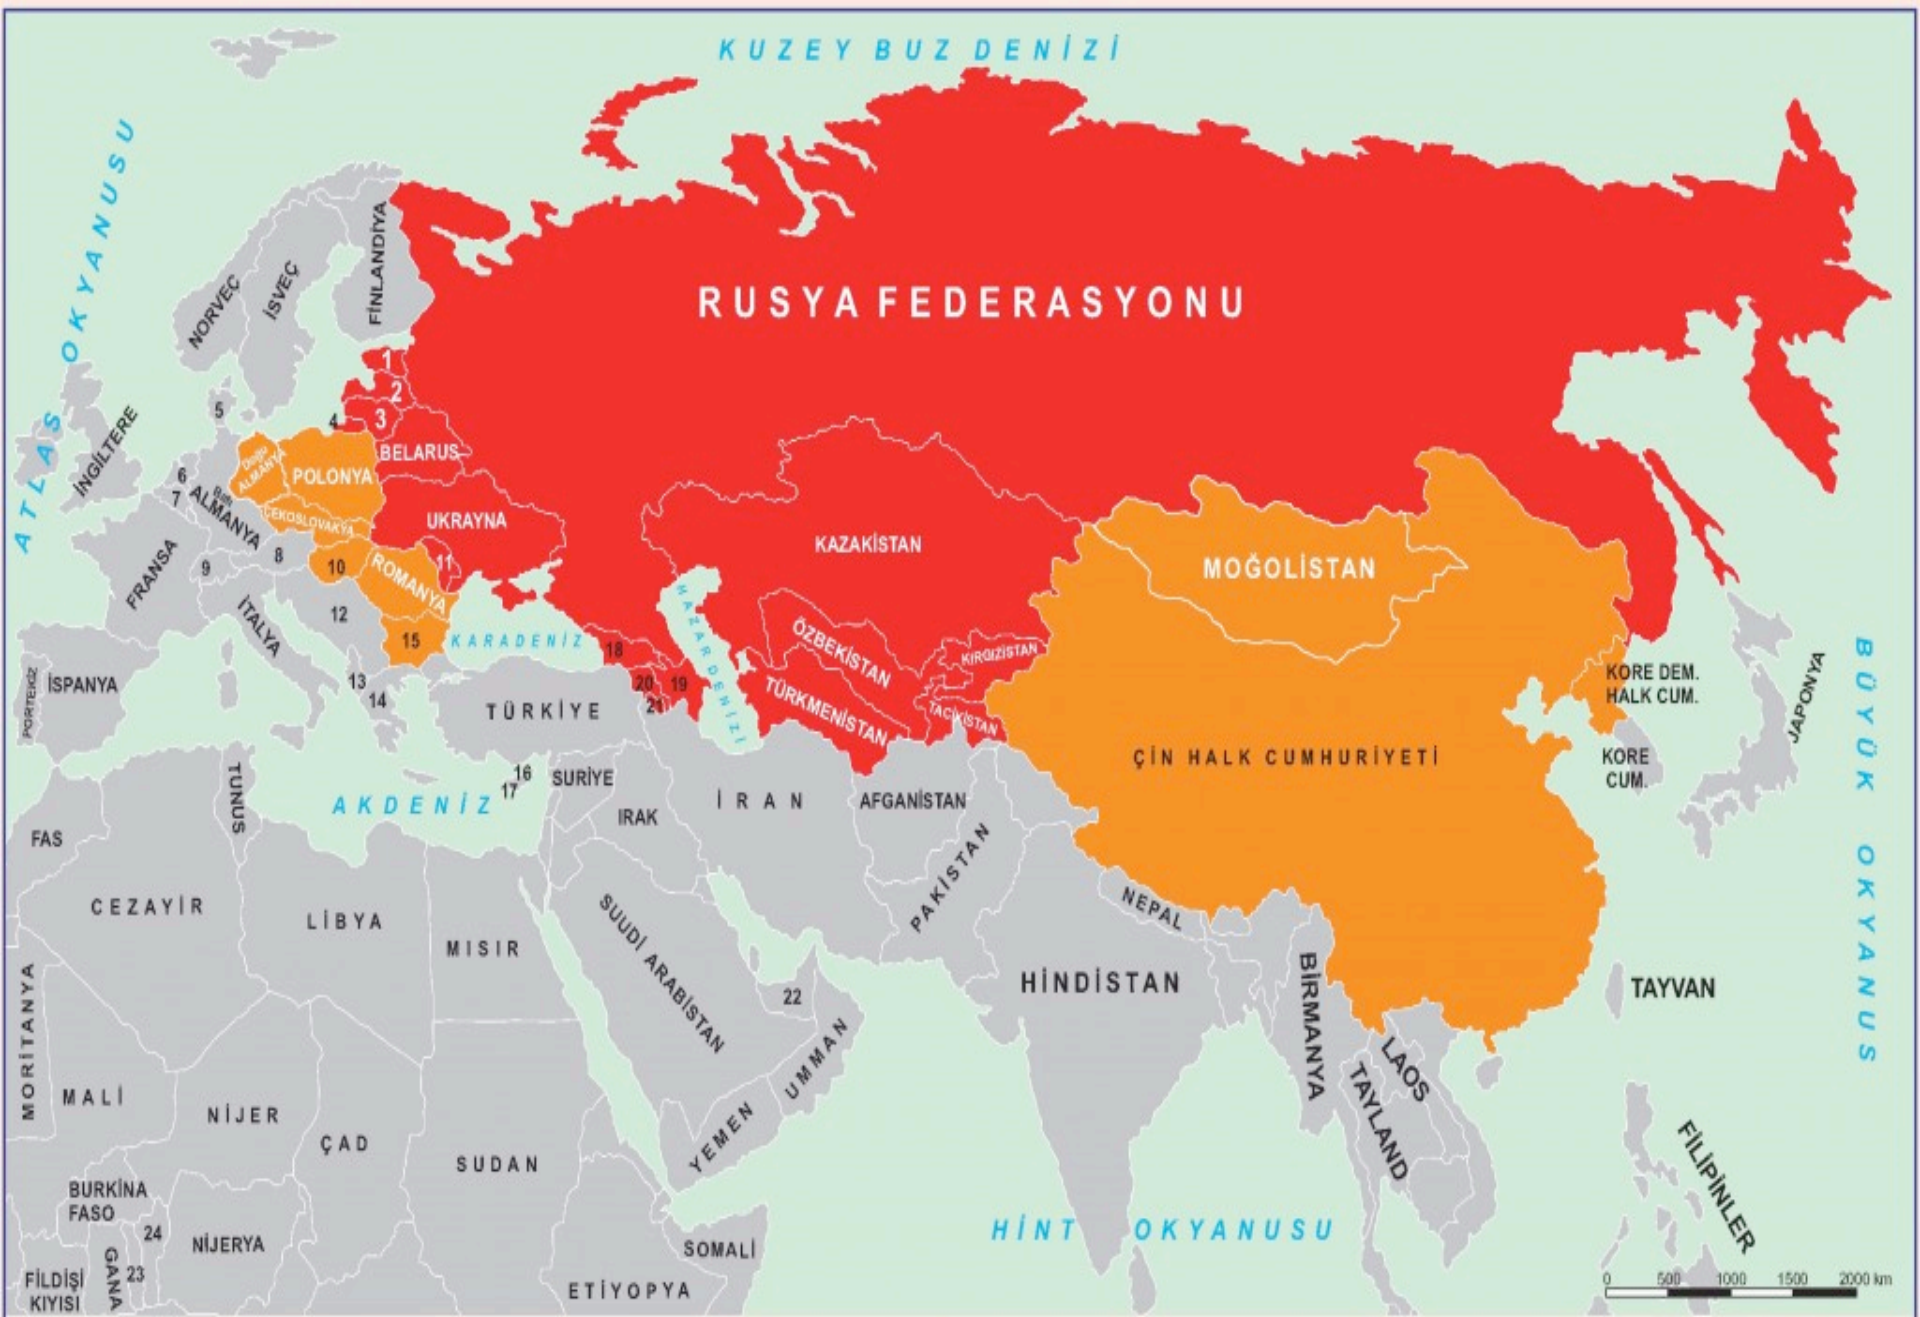 KUZEY BUZ DENİZİ
ATLAS OKYANUSU
NORVEÇ
İSVEÇ
FİNLANDİYA
RUSYA FEDERASYONU
1
2
3
4
5
İNGİLTERE
BELARUS
Doğu
ALMANYA
POLONYA
6
7
Batı
ALMANYA
ÇEKOSLOVAKYA
UKRAYNA
KAZAKİSTAN
MOĞOLİSTAN
FRANSA
8
9
10
ROMANYA
11
İTALYA
12
15
KARADENİZ
HAZAR DENİZİ
ÖZBEKİSTAN
KIRGIZİSTAN
18
20
19
21
TÜRKMENİSTAN
TACİKİSTAN
PORTEKİZ
İSPANYA
13
14
TÜRKİYE
ÇİN HALK CUMHURİYETİ
KORE DEM.
HALK CUM.
KORE
CUM.
JAPONYA
BÜYÜK OKYANUS
TUNUS
AKDENİZ
16
17
SURİYE
IRAK
İRAN
AFGANİSTAN
PAKİSTAN
FAS
CEZAYİR
LİBYA
MISIR
SUUDİ ARABİSTAN
22
NEPAL
HİNDİSTAN
BİRMANYA
TAYVAN
MORİTANYA
MALİ
NİJER
ÇAD
SUDAN
YEMEN
UMMAN
LAOS
TAYLAND
FİLİPİNLER
BURKİNA
FASO
24
NİJERYA
GANA
23
FİLDİŞİ
KIYISI
ETİYOPYA
SOMALİ
HİNT OKYANUSU
0 500 1000 1500 2000 km